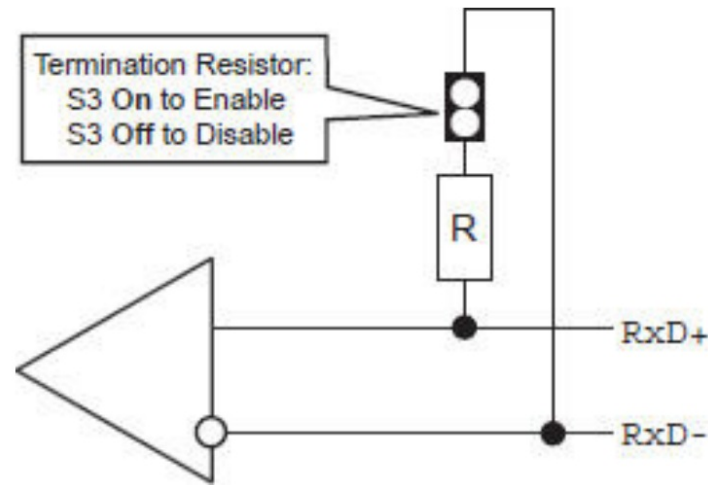 Termination Resistor:
S3 On to Enable
S3 Off to Disable
R
RxD+
RxD-